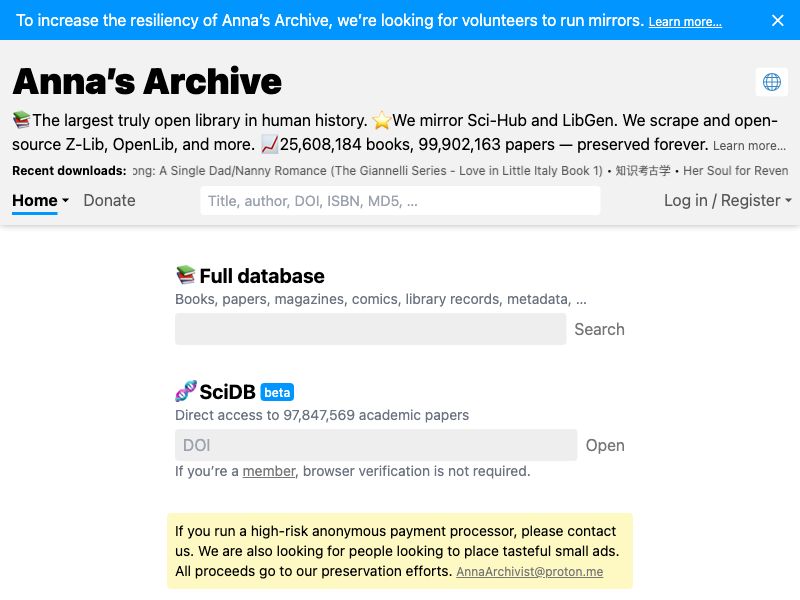 To increase the resiliency of Anna's Archive, we're looking for volunteers to run mirrors. Learn more...
Anna's Archive
The largest truly open library in human history. We mirror Sci-Hub and LibGen. We scrape and open-
source Z-Lib, OpenLib, and more. 25,608,184 books, 99,902,163 papers — preserved forever. Learn more...
Recent downloads: ong: A Single Dad/Nanny Romance (The Giannelli Series - Love in Little Italy Book 1) • 知识考古学 • Her Soul for Reven
Home Donate Title, author, DOI, ISBN, MD5, ... Log in / Register
Full database
Books, papers, magazines, comics, library records, metadata, ...
Search
SciDB beta
Direct access to 97,847,569 academic papers
DOI Open
If you're a member, browser verification is not required.
If you run a high-risk anonymous payment processor, please contact
us. We are also looking for people looking to place tasteful small ads.
All proceeds go to our preservation efforts. AnnaArchivist@proton.me